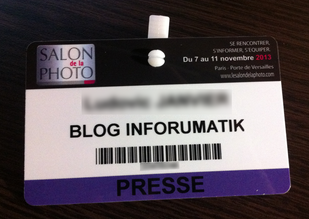 SALON
de la
PHOTO
SE RENCONTRER,
S'INFORMER, S'ÉQUIPER
Du 7 au 11 novembre 2013
Paris - Porte de Versailles
www.lesalondelaphoto.com
BLOG INFORUMATIK
PRESSE